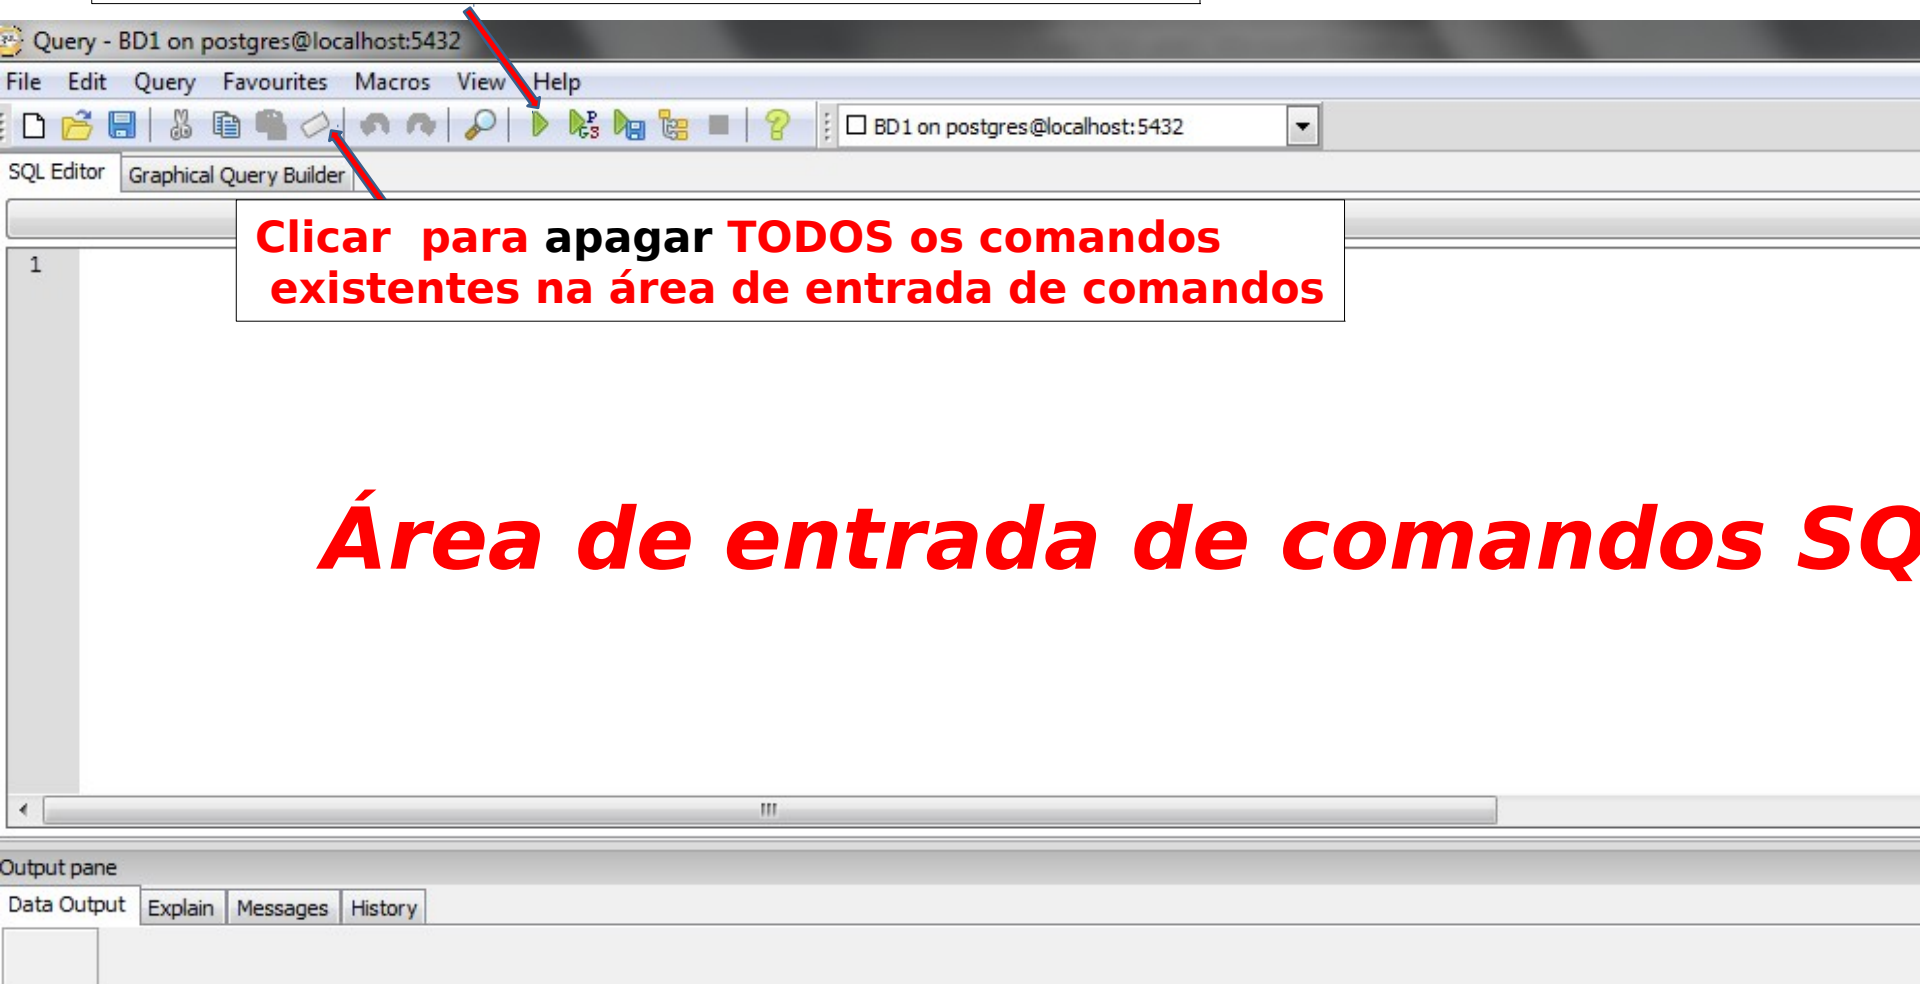 Query - BD1 on postgres@localhost:5432
File Edit Query Favourites Macros View Help
BD1 on postgres@localhost:5432
SQL Editor Graphical Query Builder
Clicar para apagar TODOS os comandos
existentes na área de entrada de comandos
1
Área de entrada de comandos SQ
Output pane
Data Output Explain Messages History